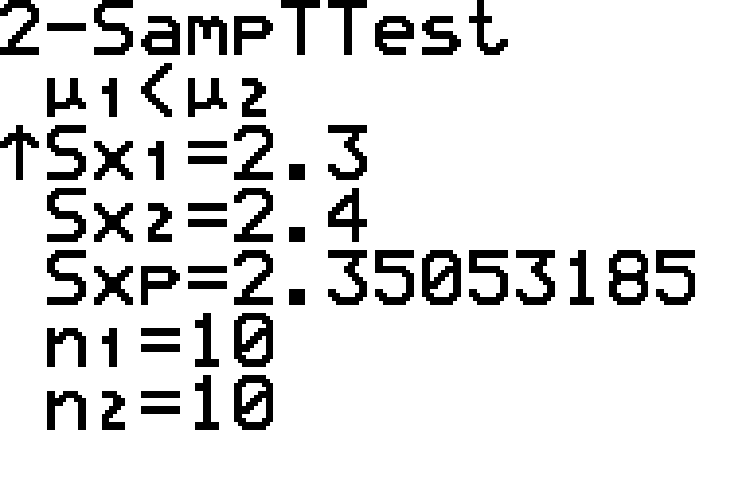 2-SampTTest
μ1<μ2
↑Sx1=2.3
Sx2=2.4
Sxp=2.35053185
n1=10
n2=10